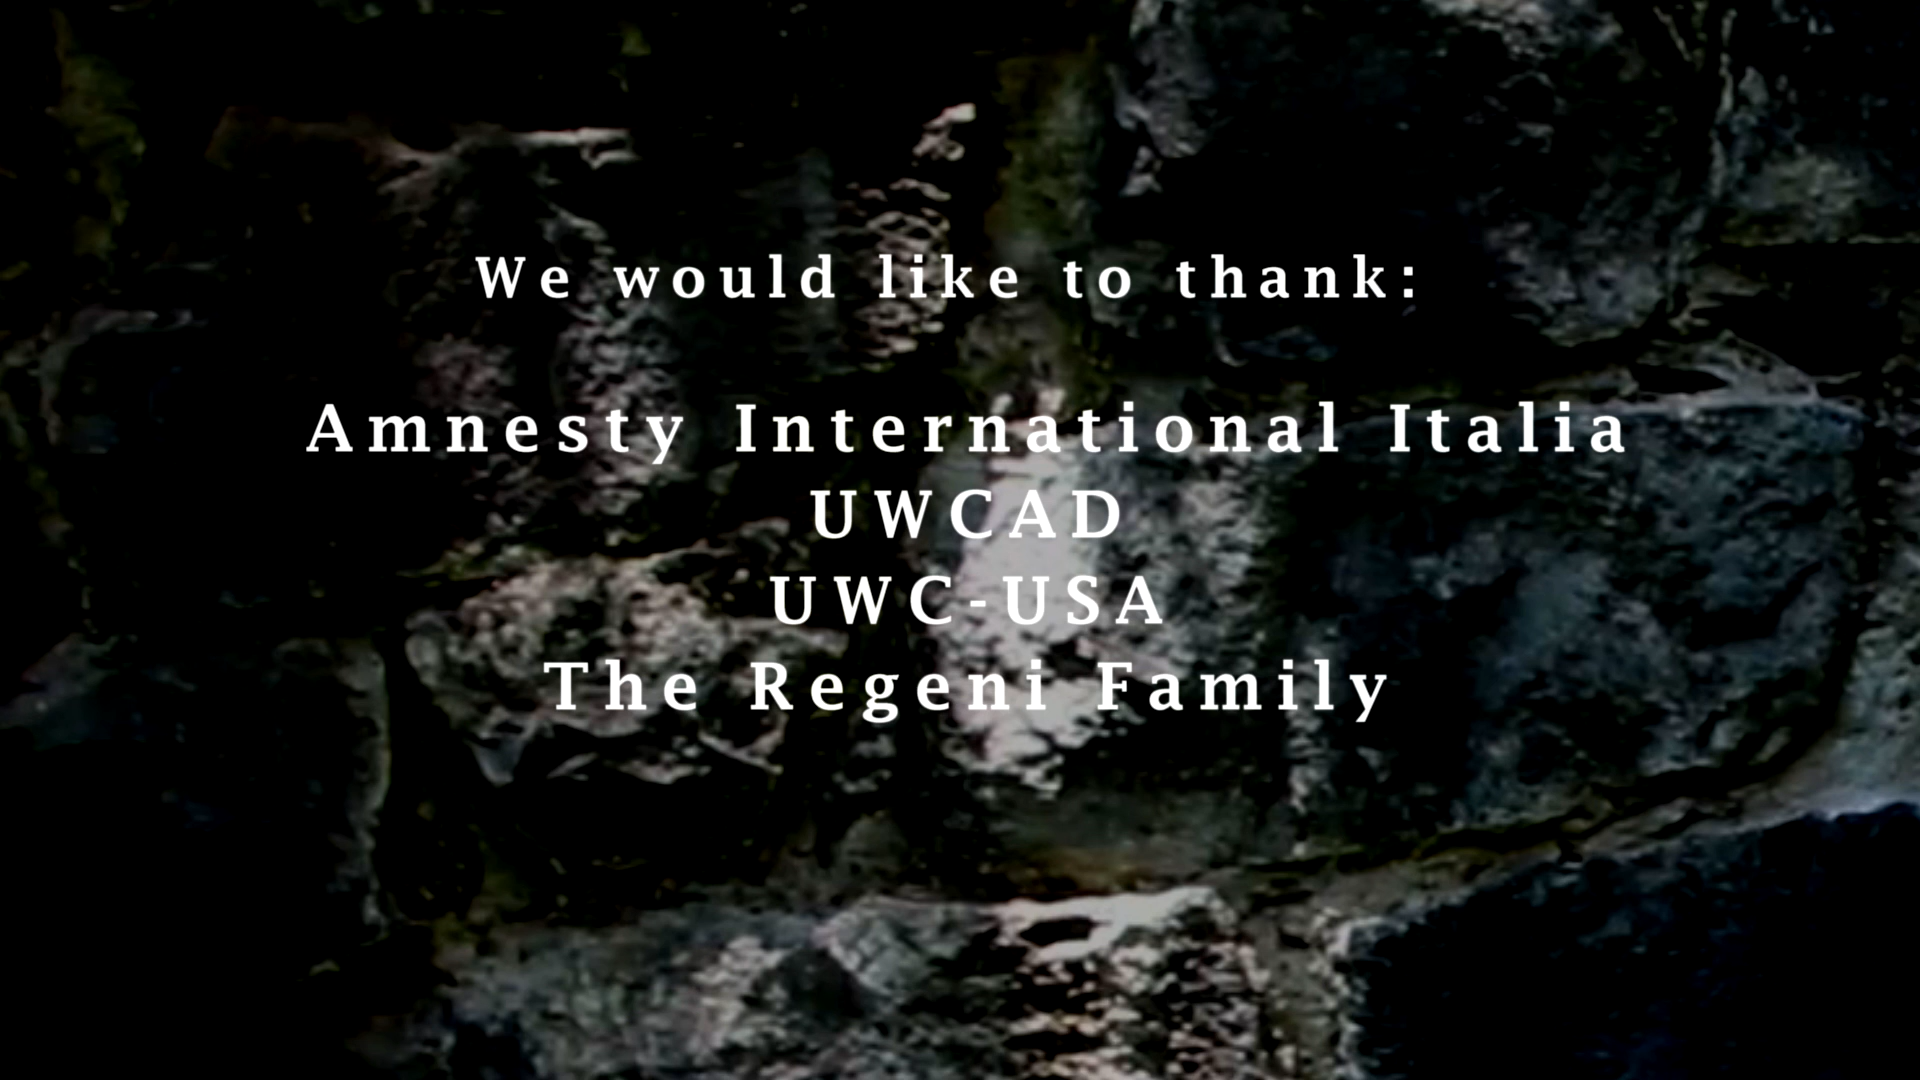 We would like to thank:
Amnesty International Italia
UWCAD
UWC-USA
The Regeni Family